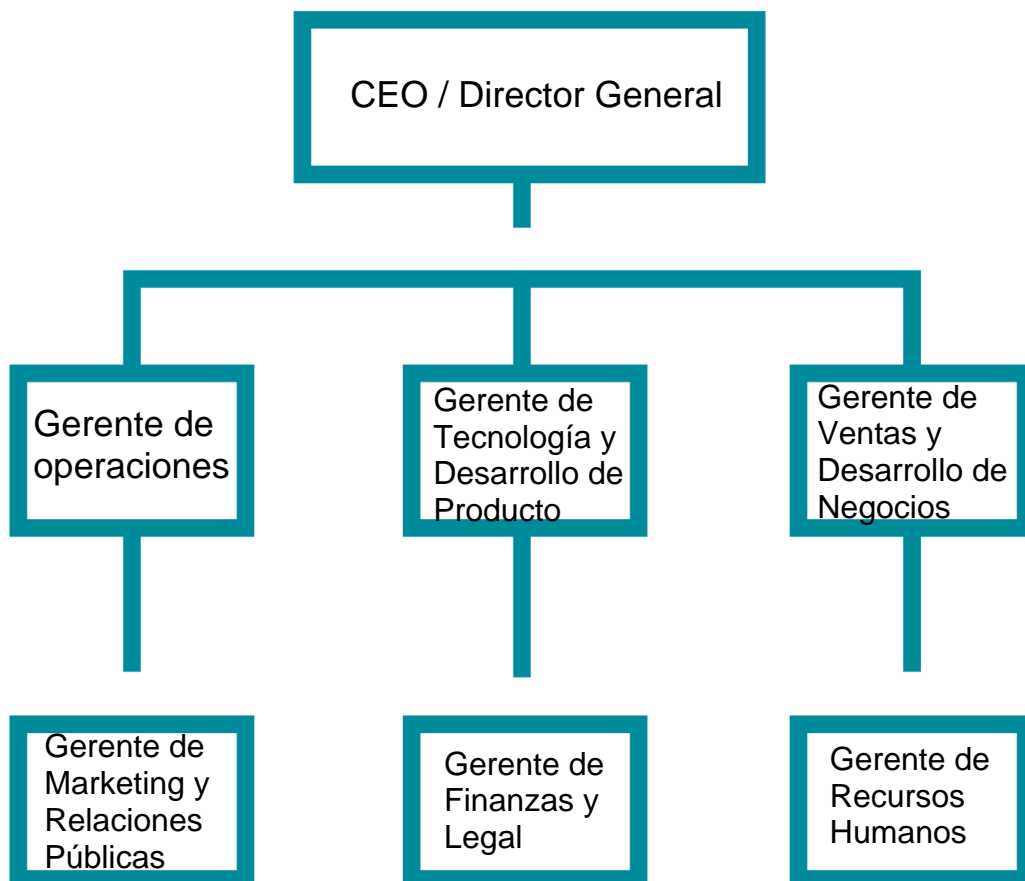 CEO / Director General
Gerente de
operaciones
Gerente de
Tecnología y
Desarrollo de
Producto
Gerente de
Ventas y
Desarrollo de
Negocios
Gerente de
Marketing y
Relaciones
Públicas
Gerente de
Finanzas y
Legal
Gerente de
Recursos
Humanos